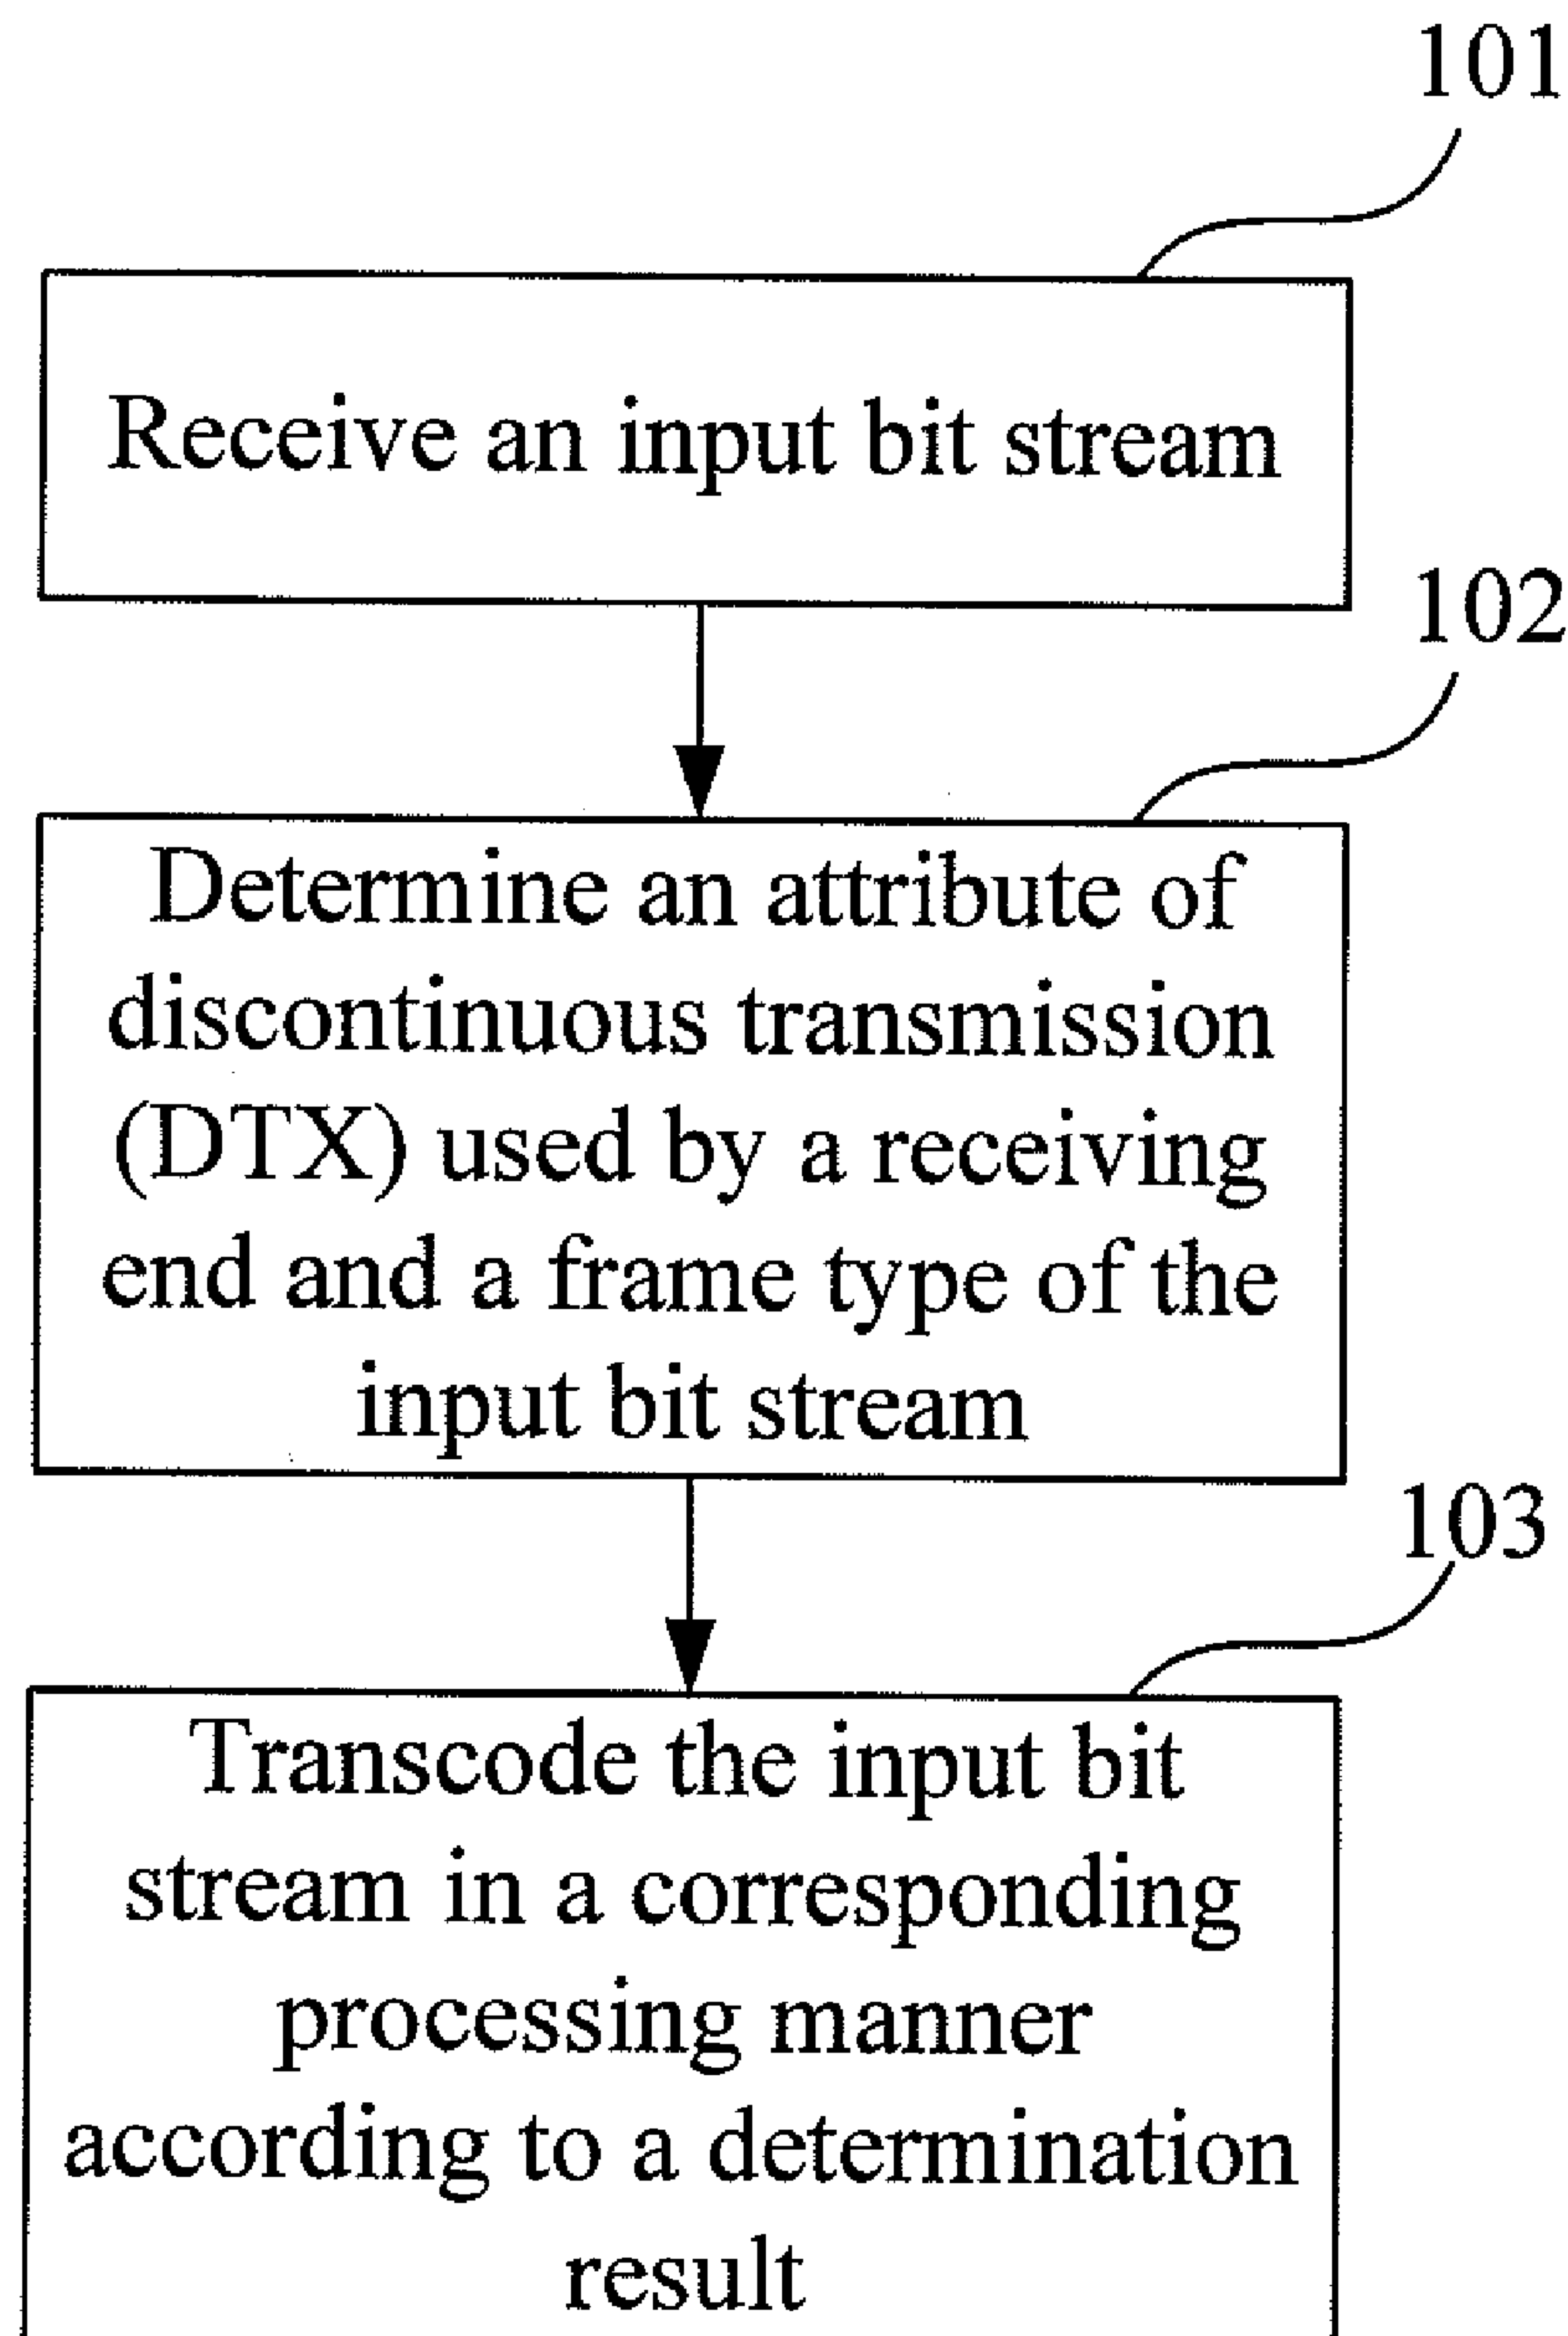 101
Receive an input bit stream
102
Determine an attribute of
discontinuous transmission
(DTX) used by a receiving
end and a frame type of the
input bit stream
103
Transcode the input bit
stream in a corresponding
processing manner
according to a determination
result